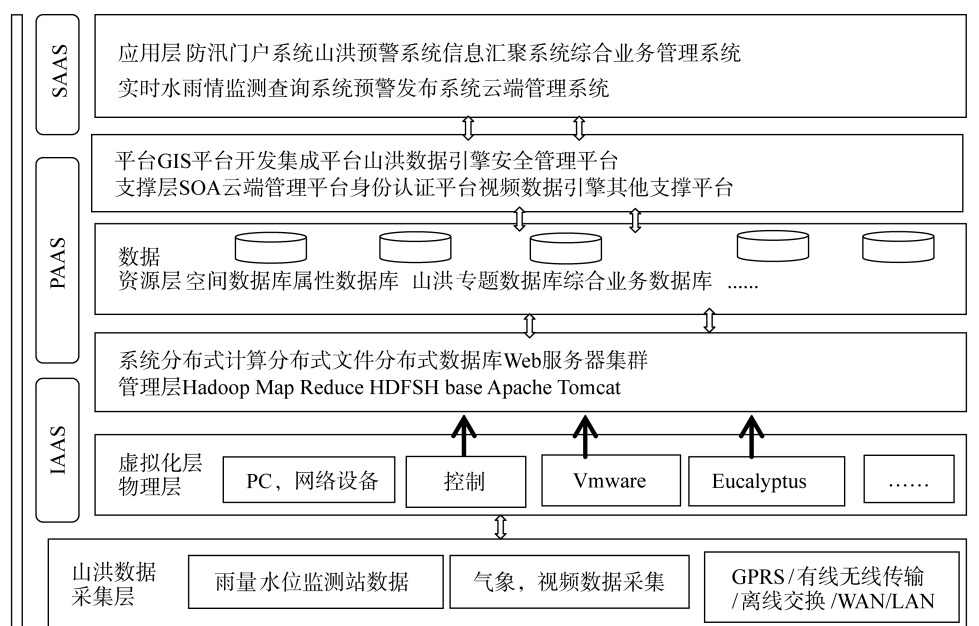 SAAS
应用层 防汛门户系统山洪预警系统信息汇聚系统综合业务管理系统
实时水雨情监测查询系统预警发布系统云端管理系统
PAAS
平台GIS平台开发集成平台山洪数据引擎安全管理平台
支撑层SOA云端管理平台身份认证平台视频数据引擎其他支撑平台
数据
资源层 空间数据库属性数据库 山洪 专题数据库综合业务数据库 ......
IAAS
系统分布式计算分布式文件分布式数据库Web服务器集群
管理层Hadoop Map Reduce HDFSH base Apache Tomcat
虚拟化层
物理层
PC，网络设备
控制
Vmware
Eucalyptus
……
山洪数据
采集层
雨量 水位监测站数据
气象，视频数据采集
GPRS /有线无线传输
/离线交换 /WAN/LAN